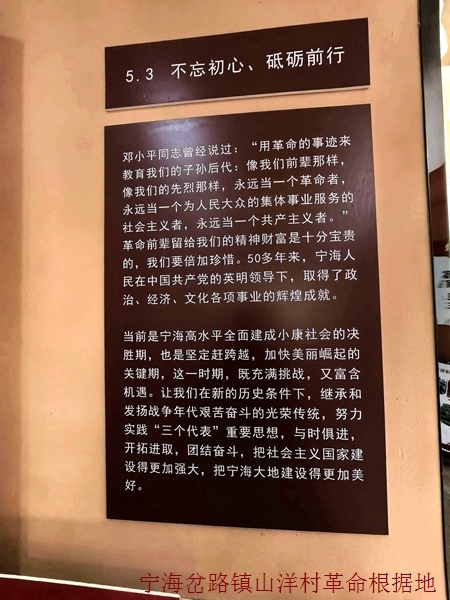 5.3 不忘初心、砥砺前行
邓小平同志曾经说过：“用革命的事迹来
教育我们的子孙后代：像我们前辈那样，
像我们的先烈那样，永远当一个革命者，
永远当一个为人民大众的集体事业服务的
社会主义者，永远当一个共产主义者。”
革命前辈留给我们的精神财富是十分宝贵
的，我们要倍加珍惜。50多年来，宁海人
民在中国共产党的英明领导下，取得了政
治、经济、文化各项事业的辉煌成就。
当前是宁海高水平全面建成小康社会的决
胜期，也是坚定赶跨越，加快美丽崛起的
关键期，这一时期，既充满挑战，又富含
机遇。让我们在新的历史条件下，继承和
发扬战争年代艰苦奋斗的光荣传统，努力
实践“三个代表”重要思想，与时俱进，
开拓进取，团结奋斗，把社会主义国家建
设得更加强大，把宁海大地建设得更加美
好。
宁海岔路镇山洋村革命根据地